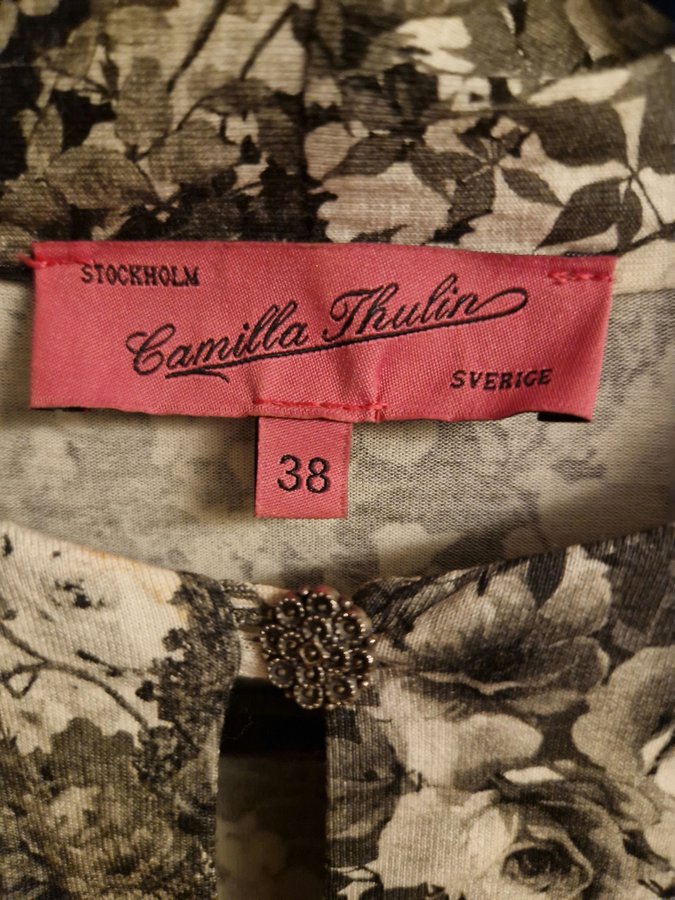 STOCKHOLM
Camilla Thulin
SVERIGE
38